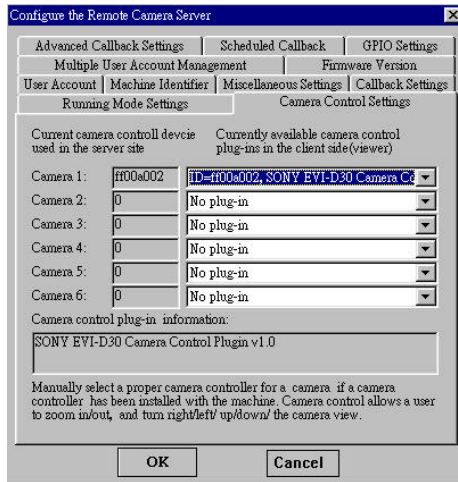 Configure the Remote Camera Server
Advanced Callback Settings Scheduled Callback GPIO Settings
Multiple User Account Management Firmware Version
User Account Machine Identifier Miscellaneous Settings Callback Settings
Running Mode Settings Camera Control Settings
Current camera controll devcie used in the server site
Currently available camera control plug-ins in the client side(viewer)
Camera 1: ff00a002 ID=ff00a002, SONY EVI-D30 Camera Co
Camera 2: 0 No plug-in
Camera 3: 0 No plug-in
Camera 4: 0 No plug-in
Camera 5: 0 No plug-in
Camera 6: 0 No plug-in
Camera control plug-in information:
SONY EVI-D30 Camera Control Plugin v1.0
Manually select a proper camera controller for a camera if a camera
controller has been installed with the machine. Camera control allows a user
to zoom in/out, and turn right/left/ up/down/ the camera view.
OK Cancel